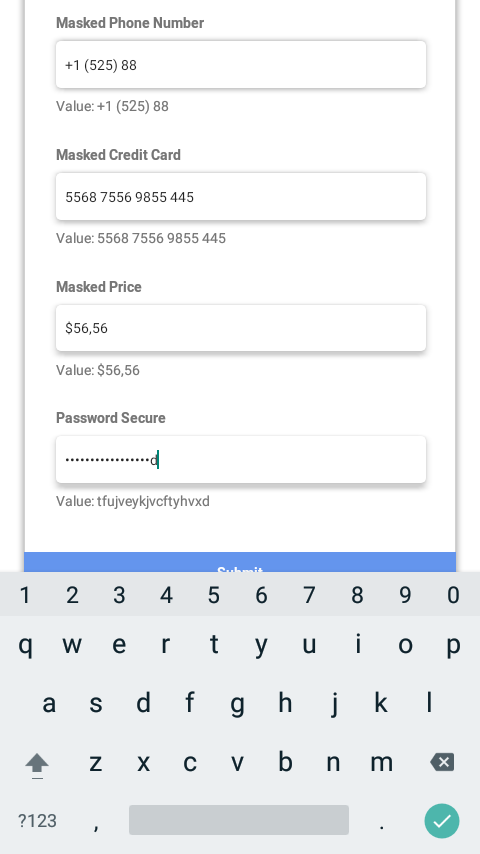 Masked Phone Number
+1 (525) 88
Value: +1 (525) 88
Masked Credit Card
5568 7556 9855 445
Value: 5568 7556 9855 445
Masked Price
$56,56
Value: $56,56
Password Secure
•••••••••••••••••d
Value: tfujveykjvcftyhvxd
Submit
1 2 3 4 5 6 7 8 9 0
q w e r t y u i o p
a s d f g h j k l
z x c v b n m
?123 , .